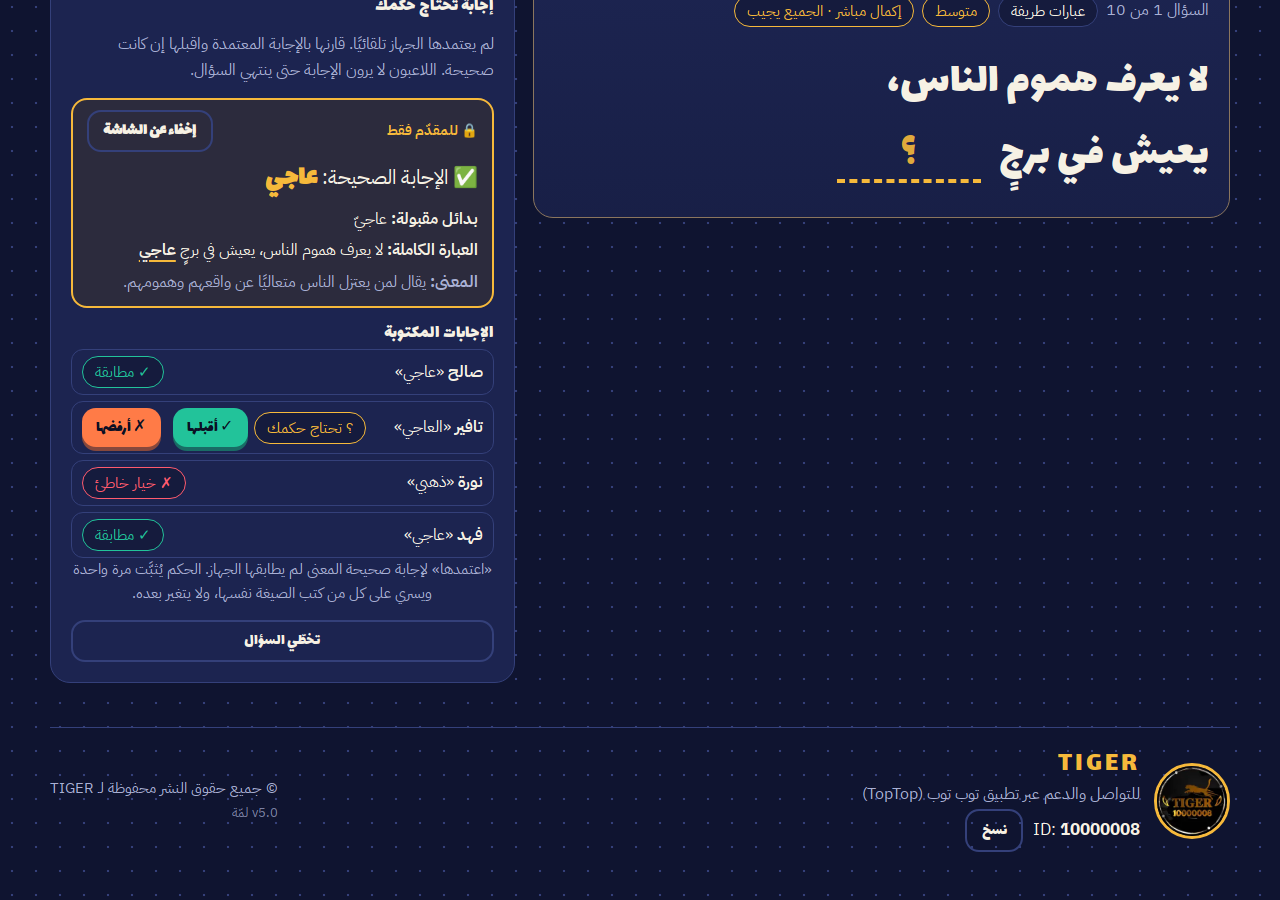 السؤال 1 من 10 عبارات طريفة متوسط إكمال مباشر · الجميع يجيب
لا يعرف هموم الناس،
يعيش في برجٍ ؟
إجابة تحتاج حكمك
لم يعتمدها الجهاز تلقائيًا. قارنها بالإجابة المعتمدة واقبلها إن كانت
صحيحة. اللاعبون لا يرون الإجابة حتى ينتهي السؤال.
🔒 للمقدّم فقط إخفاء عن الشاشة
✅ الإجابة الصحيحة: عاجي
بدائل مقبولة: عاجيّ
العبارة الكاملة: لا يعرف هموم الناس، يعيش في برجٍ عاجي
المعنى: يقال لمن يعتزل الناس متعاليًا عن واقعهم وهمومهم.
الإجابات المكتوبة
صالح «عاجي» ✓ مطابقة
تافير «العاجي» ؟ تحتاج حكمك ✓ أقبلها ✗ أرفضها
نورة «ذهبي» ✗ خيار خاطئ
فهد «عاجي» ✓ مطابقة
«اعتمدها» لإجابة صحيحة المعنى لم يطابقها الجهاز. الحكم يُثبَّت مرة واحدة
ويسري على كل من كتب الصيغة نفسها، ولا يتغير بعده.
تخطّي السؤال
TIGER
10000008
TIGER
للتواصل والدعم عبر تطبيق توب توب (TopTop)
ID: 10000008 نسخ
© جميع حقوق النشر محفوظة لـ TIGER
لمّة v5.0